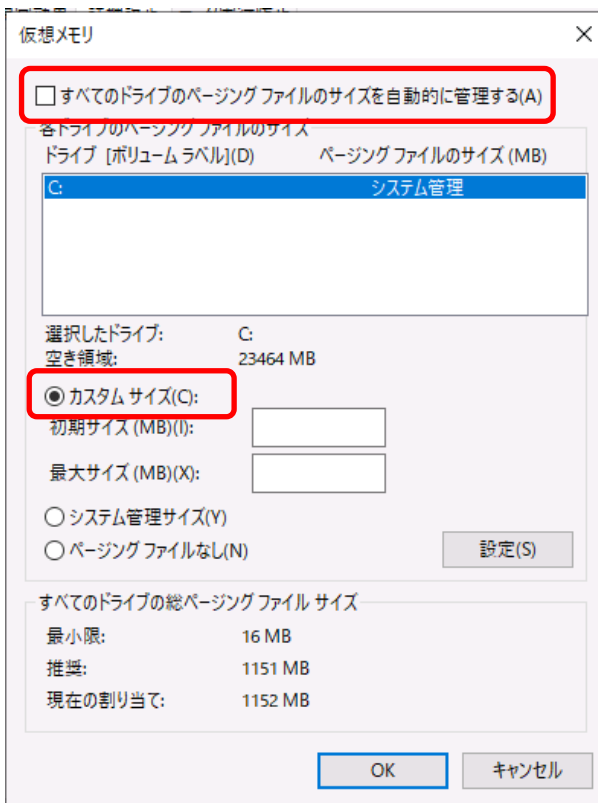 仮想メモリ
すべてのドライブのページング ファイルのサイズを自動的に管理する(A)
各ドライブのページング ファイルのサイズ
ドライブ [ボリューム ラベル](D) ページング ファイルのサイズ (MB)
C: システム管理
選択したドライブ: C:
空き領域: 23464 MB
カスタム サイズ(C):
初期サイズ (MB)(I):
最大サイズ (MB)(X):
システム管理サイズ(Y)
ページング ファイルなし(N) 設定(S)
すべてのドライブの総ページング ファイル サイズ
最小限: 16 MB
推奨: 1151 MB
現在の割り当て: 1152 MB
OK キャンセル